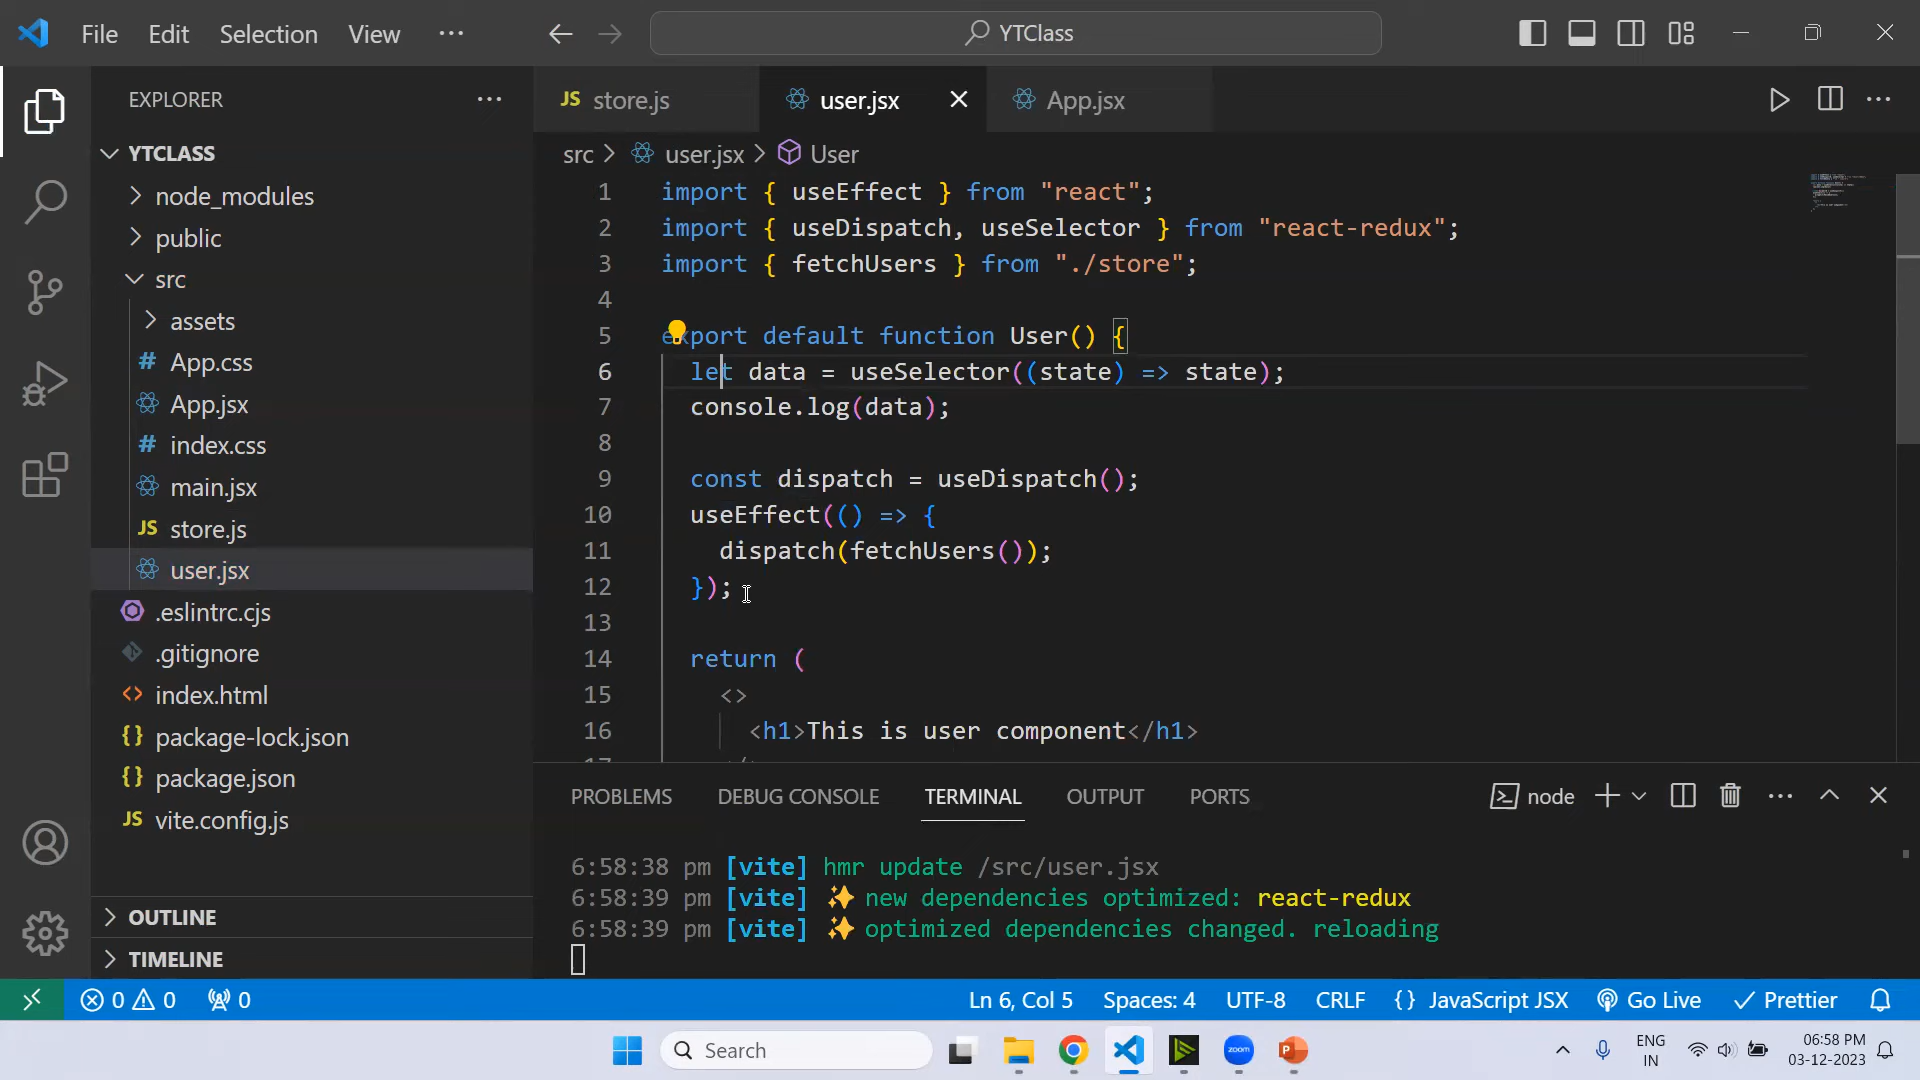 File Edit Selection View ··· YTClass
EXPLORER
YTCLASS
node_modules
public
src
assets
# App.css
App.jsx
# index.css
main.jsx
JS store.js
user.jsx
.eslintrc.cjs
.gitignore
<> index.html
{} package-lock.json
{} package.json
JS vite.config.js
OUTLINE
TIMELINE
JS store.js user.jsx App.jsx
src > user.jsx > User
1 import { useEffect } from "react";
2 import { useDispatch, useSelector } from "react-redux";
3 import { fetchUsers } from "./store";
4
5 export default function User() {
6 let data = useSelector((state) => state);
7 console.log(data);
8
9 const dispatch = useDispatch();
10 useEffect(() => {
11 dispatch(fetchUsers());
12 });
13
14 return (
15 <>
16 <h1>This is user component</h1>
PROBLEMS DEBUG CONSOLE TERMINAL OUTPUT PORTS node
6:58:38 pm [vite] hmr update /src/user.jsx
6:58:39 pm [vite] ✨ new dependencies optimized: react-redux
6:58:39 pm [vite] ✨ optimized dependencies changed. reloading
0 0 0 Ln 6, Col 5 Spaces: 4 UTF-8 CRLF {} JavaScript JSX Go Live Prettier
Search zoom P ENG
IN
06:58 PM
03-12-2023